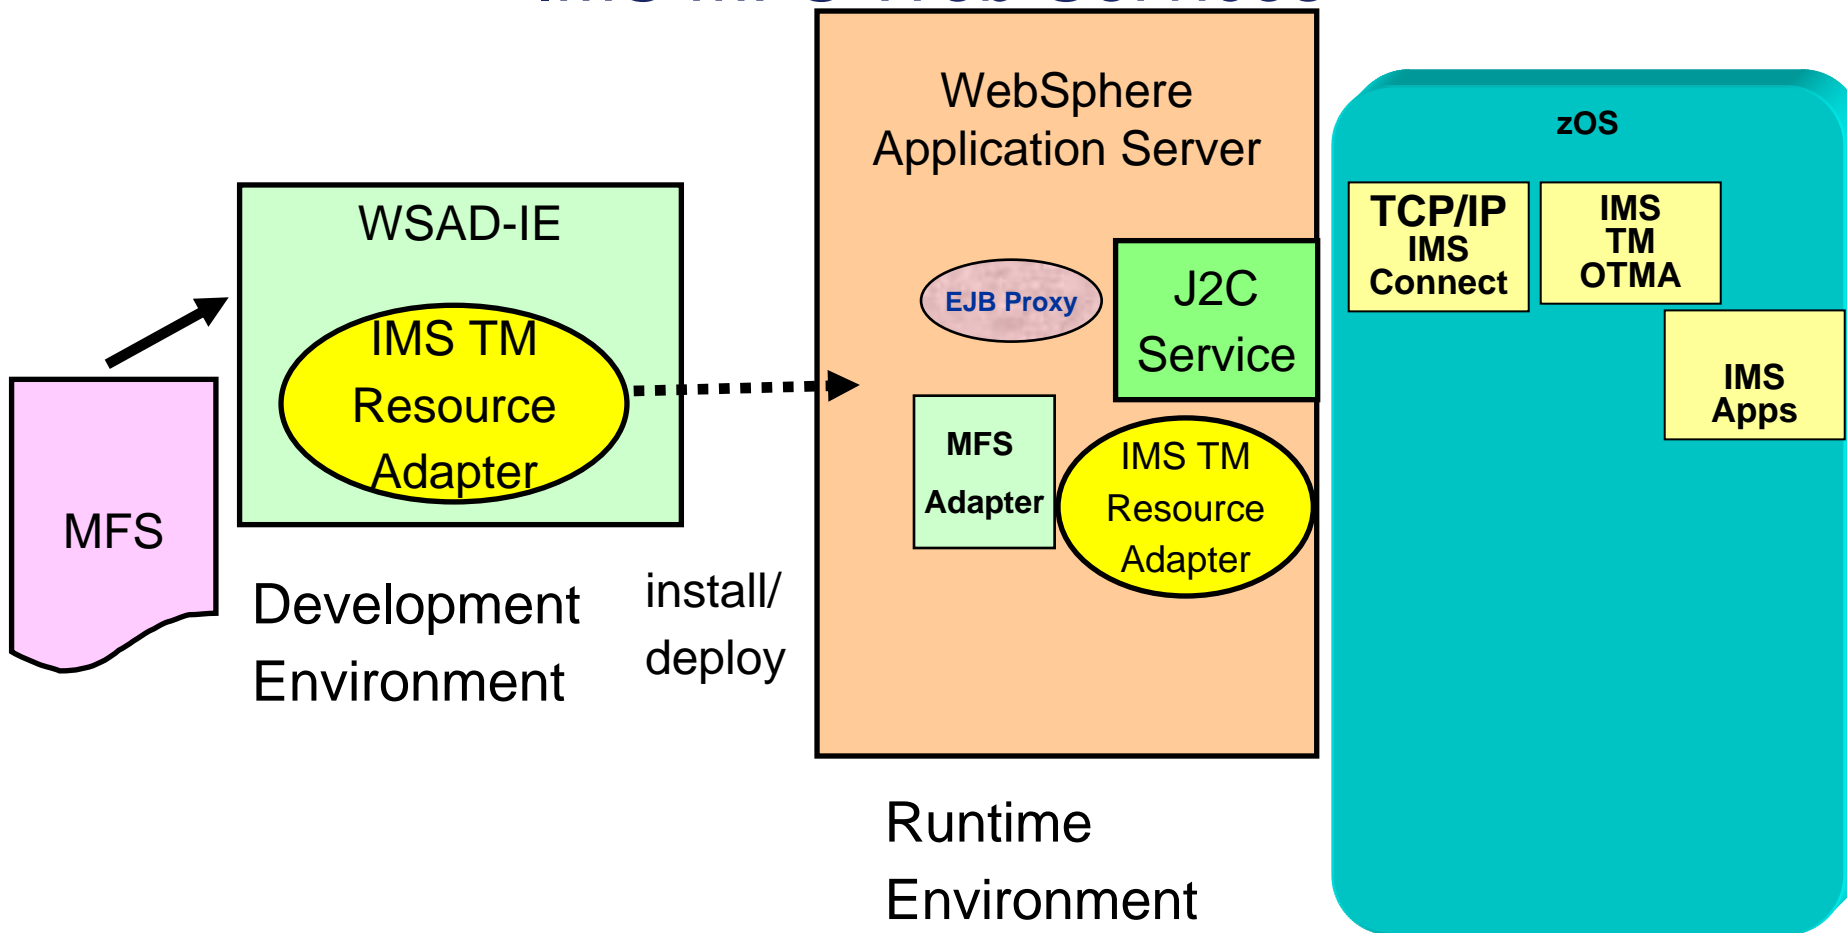 WSAD-IE
IMS TM
Resource
Adapter
MFS
Development
Environment
install/
deploy
WebSphere
Application Server
EJB Proxy
J2C
Service
MFS
Adapter
IMS TM
Resource
Adapter
Runtime
Environment
zOS
TCP/IP
IMS
Connect
IMS
TM
OTMA
IMS
Apps